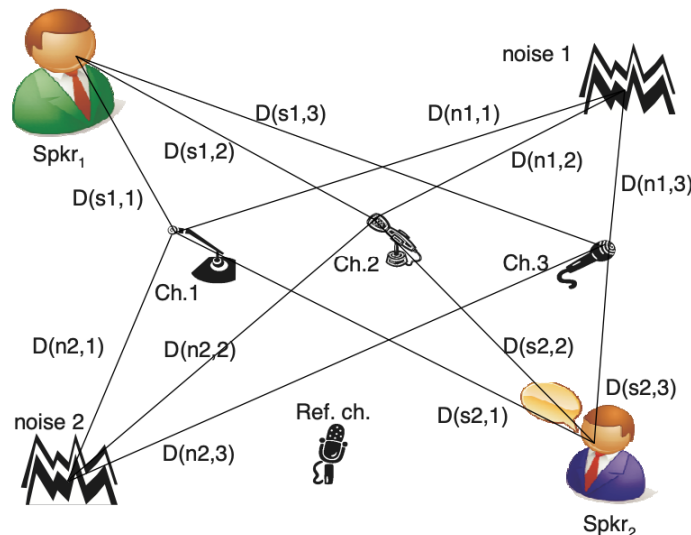 noise 1
Spkr₁
D(s1,3)
D(n1,1)
D(s1,2)
D(n1,2)
D(s1,1)
D(n1,3)
Ch.1
Ch.2
Ch.3
D(n2,1)
D(n2,2)
D(s2,2)
D(s2,3)
noise 2
Ref. ch.
D(s2,1)
D(n2,3)
Spkr₂